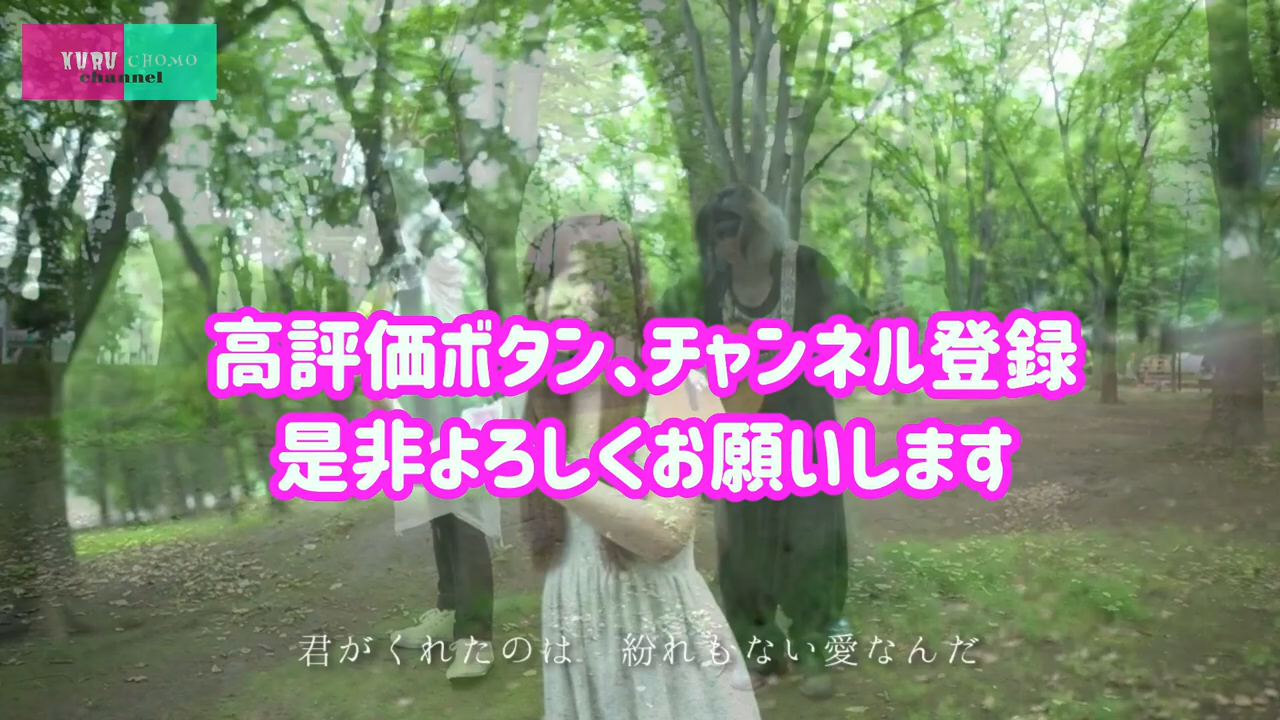 KUBU CHOMO
channel
高評価ボタン、チャンネル登録
是非よろしくお願いします
君がくれたのは 紛れもない愛なんだ